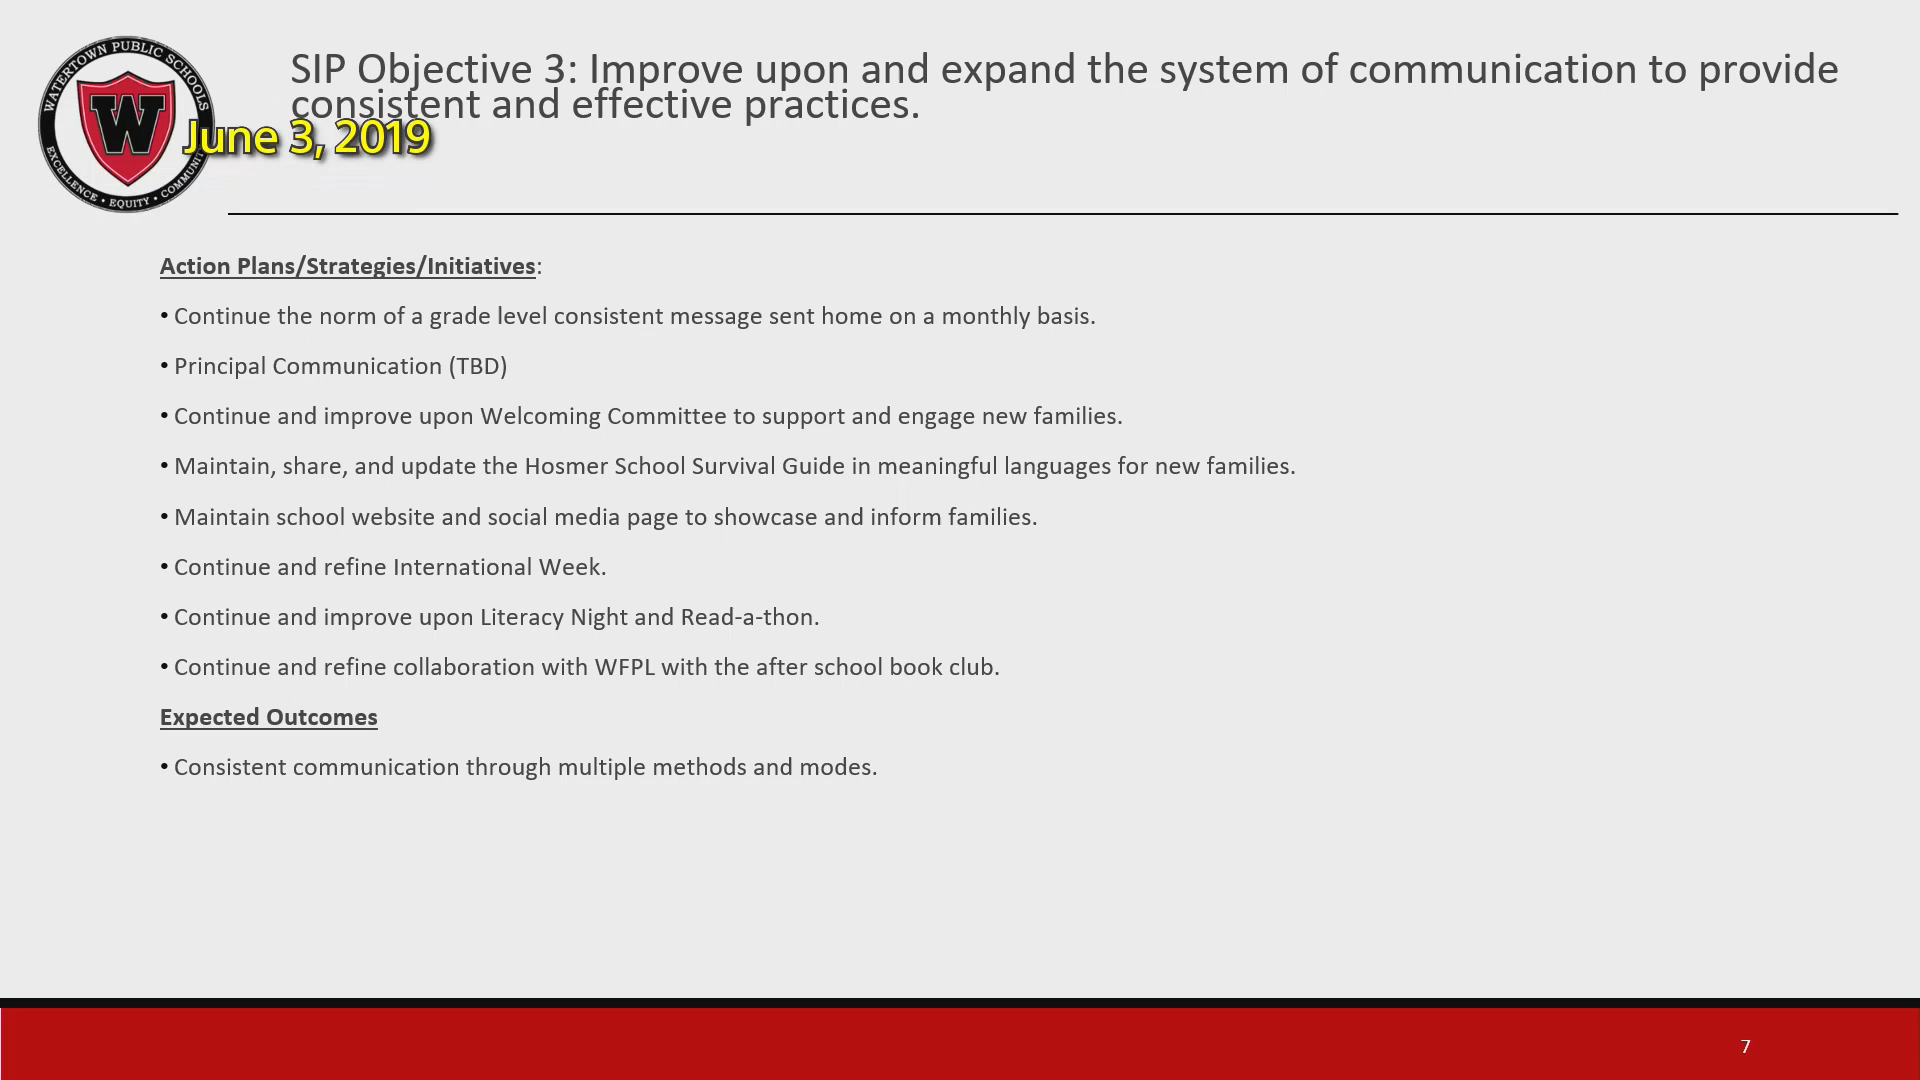 WATERTOWN PUBLIC SCHOOLS
W
EXCELLENCE • EQUITY • COMMUNITY
SIP Objective 3: Improve upon and expand the system of communication to provide
consistent and effective practices.
June 3, 2019
Action Plans/Strategies/Initiatives:
• Continue the norm of a grade level consistent message sent home on a monthly basis.
• Principal Communication (TBD)
• Continue and improve upon Welcoming Committee to support and engage new families.
• Maintain, share, and update the Hosmer School Survival Guide in meaningful languages for new families.
• Maintain school website and social media page to showcase and inform families.
• Continue and refine International Week.
• Continue and improve upon Literacy Night and Read-a-thon.
• Continue and refine collaboration with WFPL with the after school book club.
Expected Outcomes
• Consistent communication through multiple methods and modes.
7